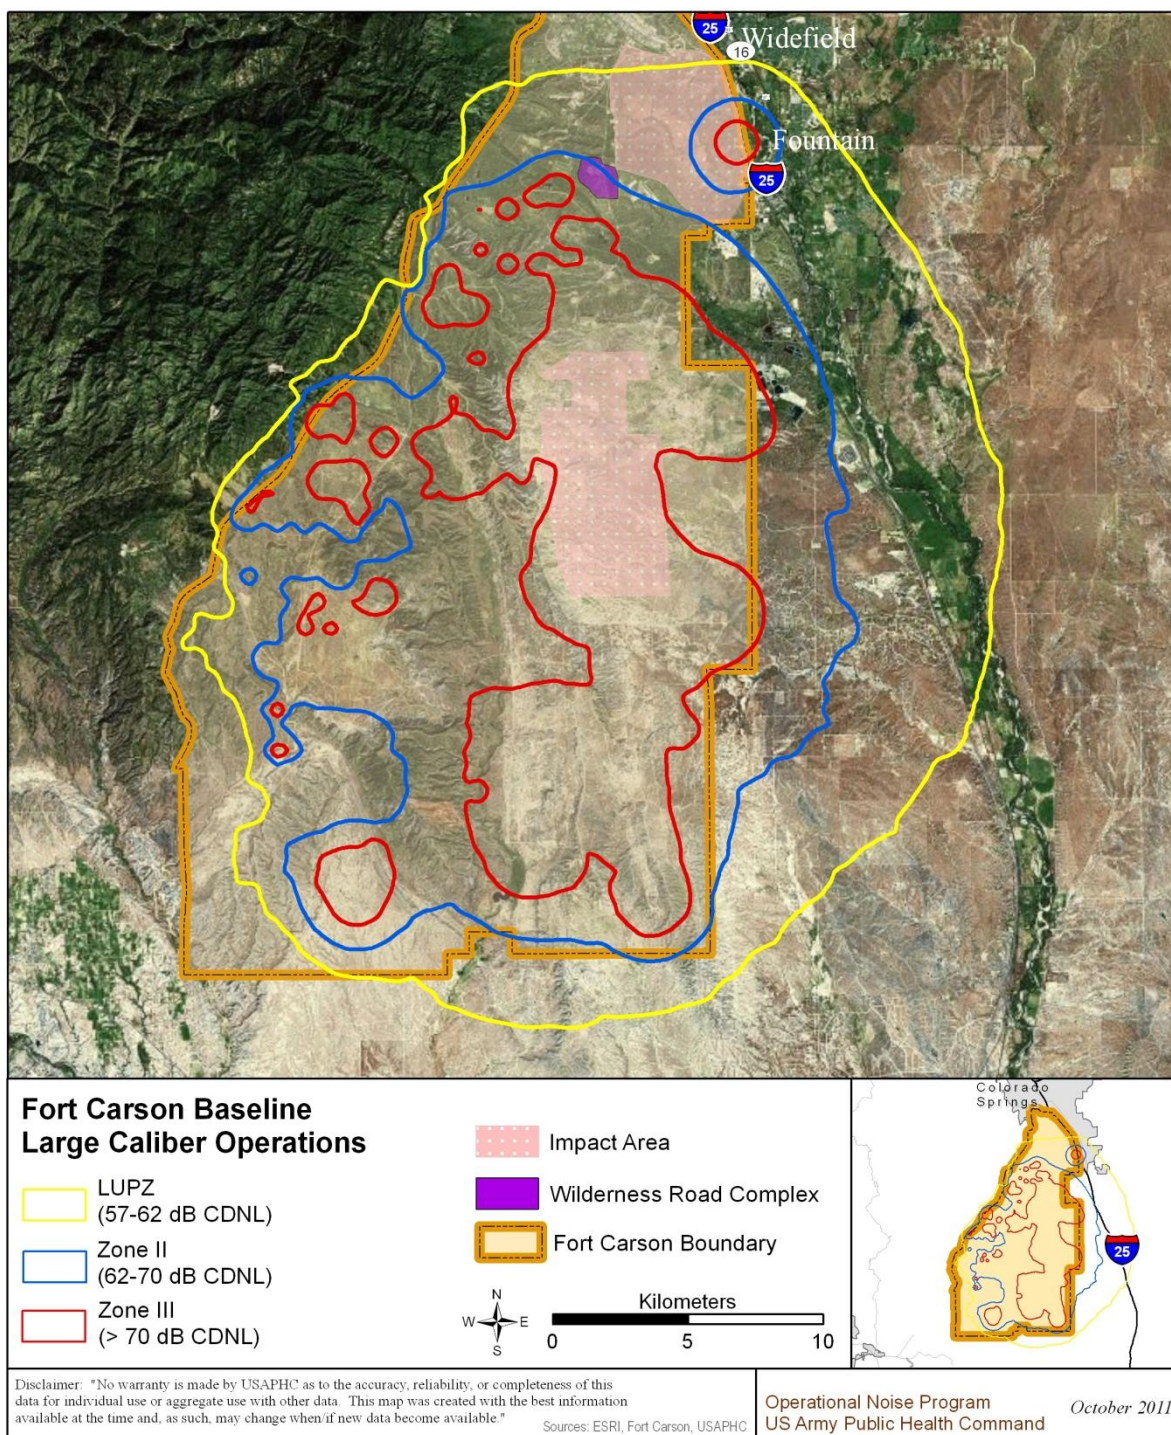 25
Widefield
16
Fountain
25
Fort Carson Baseline
Large Caliber Operations
LUPZ
(57-62 dB CDNL)
Zone II
(62-70 dB CDNL)
Zone III
(> 70 dB CDNL)
Impact Area
Wilderness Road Complex
Fort Carson Boundary
N
W E
S
Kilometers
0 5 10
Colorado
Springs
25
Disclaimer: "No warranty is made by USAPHC as to the accuracy, reliability, or completeness of this
data for individual use or aggregate use with other data. This map was created with the best information
available at the time and, as such, may change when/if new data become available."
Sources: ESRI, Fort Carson, USAPHC
Operational Noise Program
US Army Public Health Command
October 2011